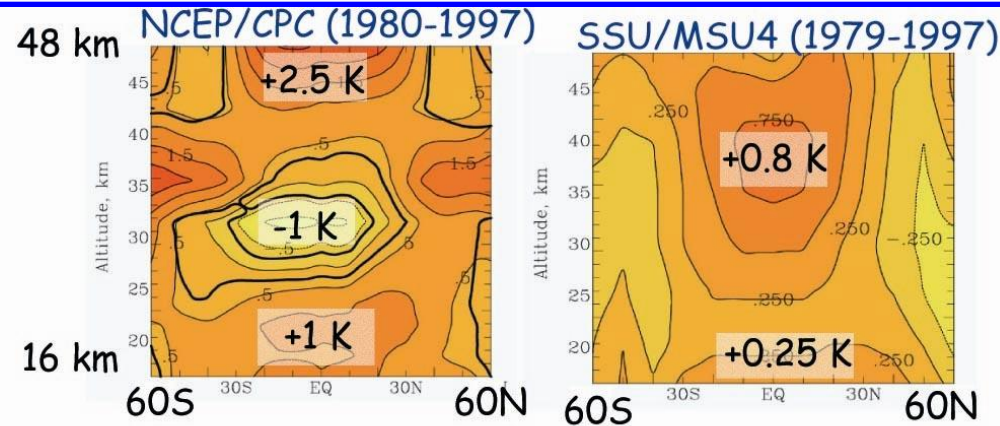 NCEP/CPC (1980-1997)
SSU/MSU4 (1979-1997)
48 km
16 km
Altitude, km
45
40
35
30
25
20
+2.5 K
-1 K
+1 K
.5
.5
.5
1.5
1.5
.5
.5
.5
.5
.5
.5
30S
EQ
30N
60S
60N
Altitude, km
45
40
35
30
25
20
+0.8 K
+0.25 K
.250
.750
.250
-.250
.250
.250
30S
EQ
30N
60S
60N